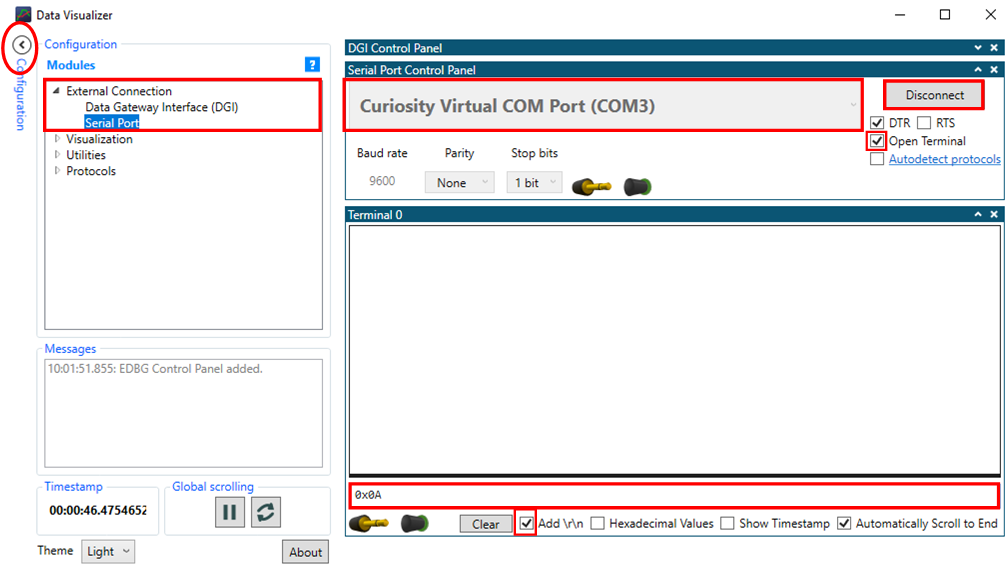 Data Visualizer
Configuration
Configuration
Modules
?
External Connection
Data Gateway Interface (DGI)
Serial Port
Visualization
Utilities
Protocols
Messages
10:01:51.855: EDBG Control Panel added.
Timestamp
00:00:46.4754652
Global scrolling
Theme
Light
About
DGI Control Panel
Serial Port Control Panel
Curiosity Virtual COM Port (COM3)
Disconnect
DTR RTS
Open Terminal
Autodetect protocols
Baud rate Parity Stop bits
9600 None 1 bit
Terminal 0
0x0A
Clear Add \r\n Hexadecimal Values Show Timestamp Automatically Scroll to End